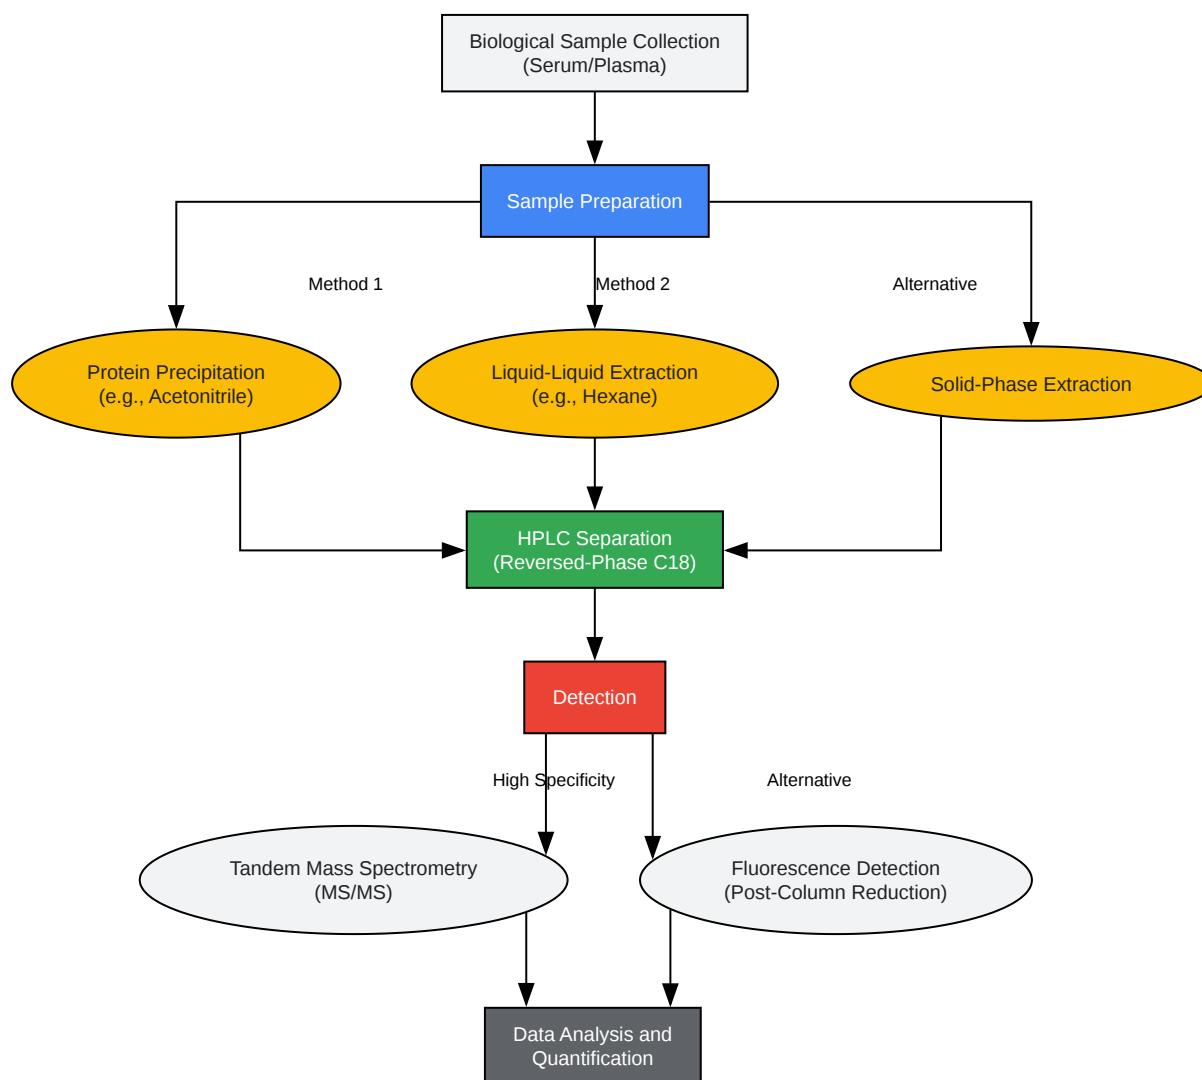 Biological Sample Collection
(Serum/Plasma)
Sample Preparation
Method 1
Method 2
Alternative
Protein Precipitation
(e.g., Acetonitrile)
Liquid-Liquid Extraction
(e.g., Hexane)
Solid-Phase Extraction
HPLC Separation
(Reversed-Phase C18)
Detection
High Specificity
Alternative
Tandem Mass Spectrometry
(MS/MS)
Fluorescence Detection
(Post-Column Reduction)
Data Analysis and
Quantification